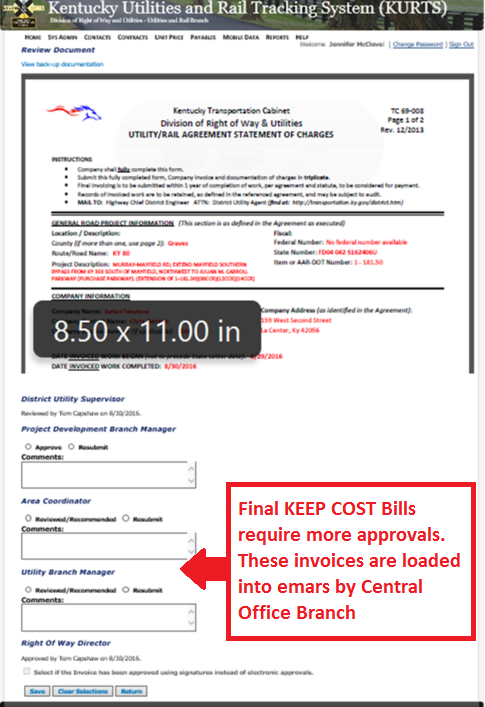 Kentucky Utilities and Rail Tracking System (KURTS)
Division of Right of Way and Utilities - Utilities and Rail Branch
HOME SYS ADMIN CONTACTS CONTRACTS UNIT PRICE PAYABLES MOBILE DATA REPORTS HELP
Welcome Jennifer McCleve! [ Change Password | Sign Out
Review Document
View back-up documentation
Kentucky Transportation Cabinet
Division of Right of Way & Utilities
UTILITY/RAIL AGREEMENT STATEMENT OF CHARGES
TC 69-008
Page 1 of 2
Rev. 12/2013
INSTRUCTIONS
• Company shall fully complete this form.
• Submit this fully completed form, Company invoice and documentation of charges in triplicate.
• Final invoicing is to be submitted within 1 year of completion of work, per agreement and statute, to be considered for payment.
• Records of invoiced work are to be retained, as defined in the referenced agreement, and may be subject to audit.
• MAIL TO: Highway Chief District Engineer ATTN: District Utility Agent (find at: http://transportation.ky.gov/district.htm)
GENERAL ROAD PROJECT INFORMATION (This section is as defined in the Agreement as executed)
Location / Description:
Fiscal:
County (if more than one, use page 2): Graves
Federal Number: No federal number available
Route/Road Name: KY 80
State Number: FD04 042 5162406U
Project Description: MURRAY-MAYFIELD RD; EXTEND MAYFIELD SOUTHERN
BYPASS FROM KY 303 SOUTH OF MAYFIELD, NORTHWEST TO JULIAN M. CARROLL
PARKWAY (PURCHASE PARKWAY).
Item or AAR-DOT Number: 1 - 181.50
COMPANY INFORMATION
Company Address (as identified in the Agreement):
159 West Second Street
La Center, Ky 42056
8.50 x 11.00 in
DATE INVOICED WORK BEGAN (not to precede State Letter date): 8/29/2016
DATE INVOICED WORK COMPLETED: 8/30/2016
District Utility Supervisor
Reviewed by Tom Capshaw on 8/30/2016.
Project Development Branch Manager
Approve Resubmit
Comments:
Area Coordinator
Reviewed/Recommended Resubmit
Comments:
Utility Branch Manager
Reviewed/Recommended Resubmit
Comments:
Final KEEP COST Bills
require more approvals.
These invoices are loaded
into emars by Central
Office Branch
Right Of Way Director
Approved by Tom Capshaw on 8/30/2016.
Select if the Invoice has been approved using signatures instead of electronic approvals.
Save Clear Selections Return